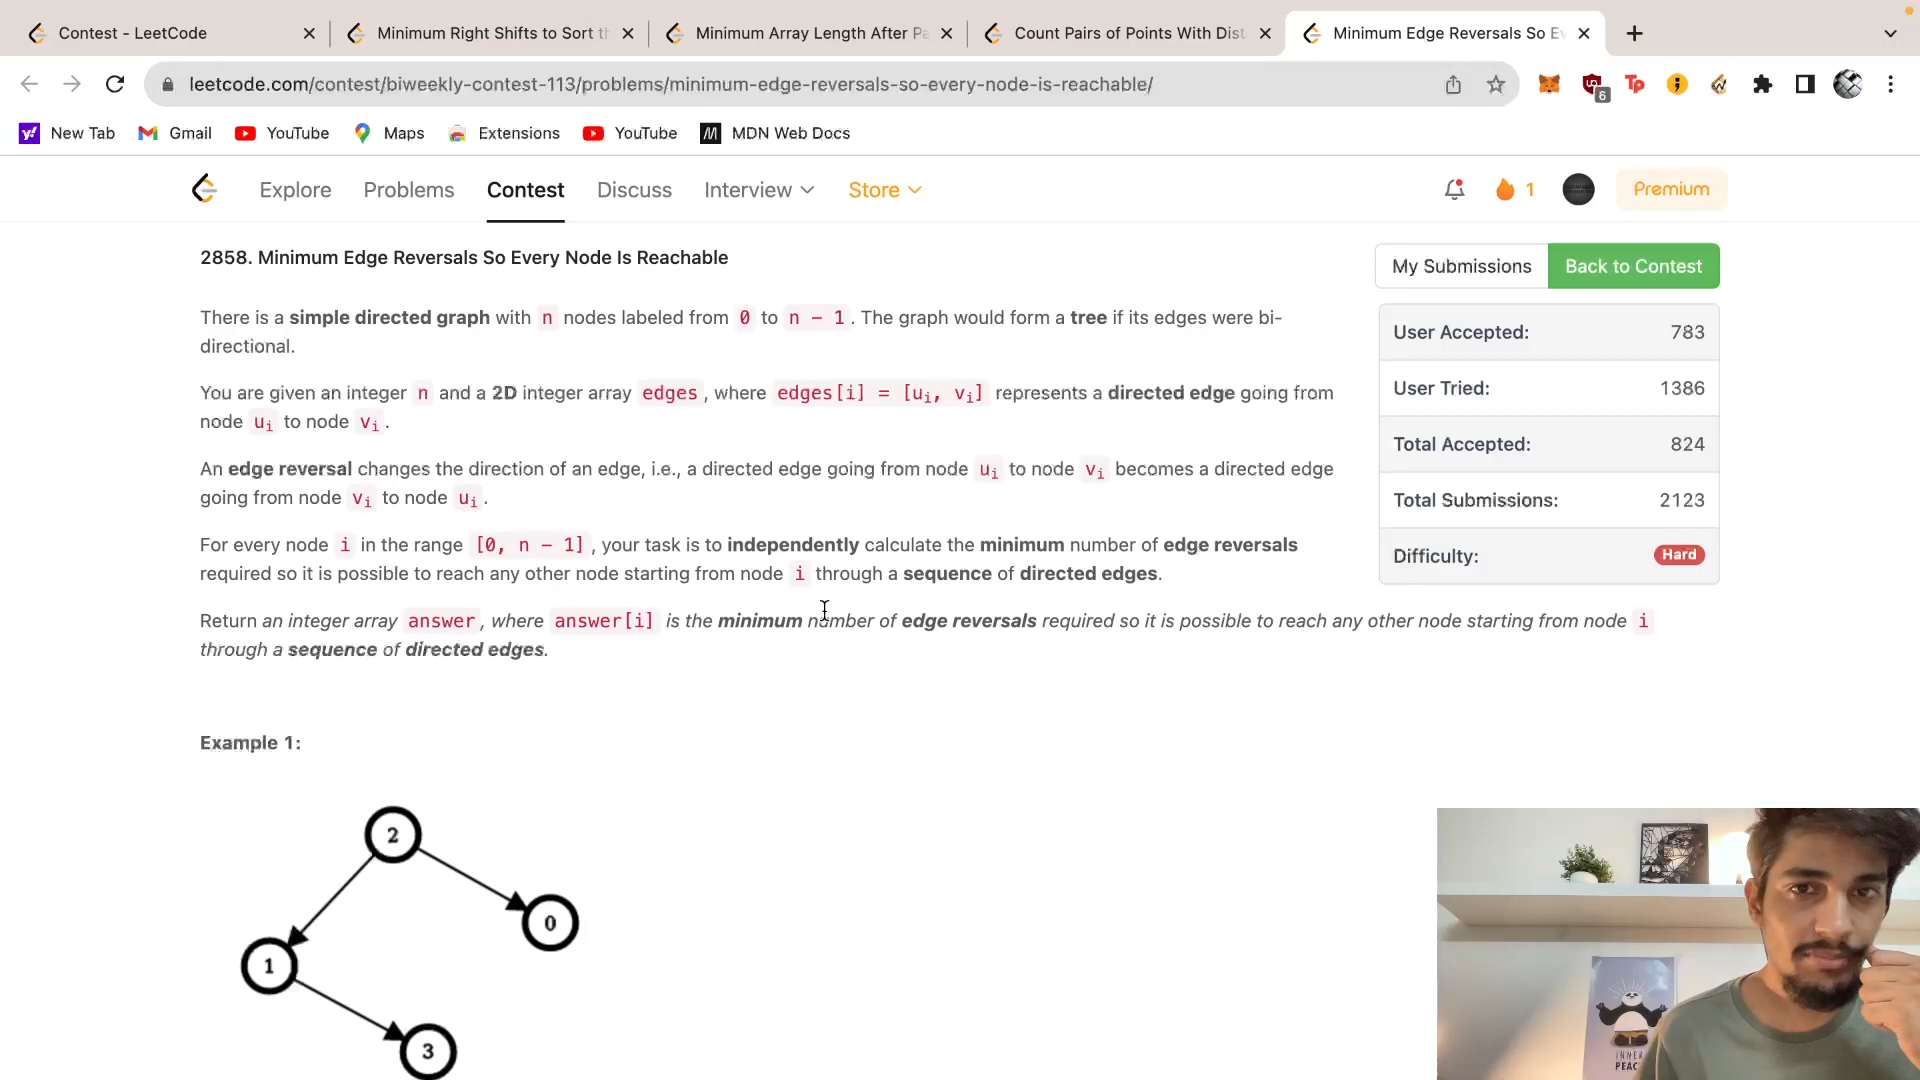 Contest - LeetCode
Minimum Right Shifts to Sort th
Minimum Array Length After Pa
Count Pairs of Points With Dist
Minimum Edge Reversals So Ev
leetcode.com/contest/biweekly-contest-113/problems/minimum-edge-reversals-so-every-node-is-reachable/
6
Tp
New Tab
Gmail
YouTube
Maps
Extensions
YouTube
MDN Web Docs
Explore
Problems
Contest
Discuss
Interview
Store
1
Premium
2858. Minimum Edge Reversals So Every Node Is Reachable
My Submissions
Back to Contest
There is a simple directed graph with n nodes labeled from 0 to n - 1. The graph would form a tree if its edges were bi-
directional.
You are given an integer n and a 2D integer array edges, where edges[i] = [ui, vi] represents a directed edge going from
node ui to node vi.
An edge reversal changes the direction of an edge, i.e., a directed edge going from node ui to node vi becomes a directed edge
going from node vi to node ui.
For every node i in the range [0, n - 1], your task is to independently calculate the minimum number of edge reversals
required so it is possible to reach any other node starting from node i through a sequence of directed edges.
Return an integer array answer, where answer[i] is the minimum number of edge reversals required so it is possible to reach any other node starting from node i
through a sequence of directed edges.
User Accepted: 783
User Tried: 1386
Total Accepted: 824
Total Submissions: 2123
Difficulty: Hard
Example 1:
2
0
1
3
INNER
PEAC